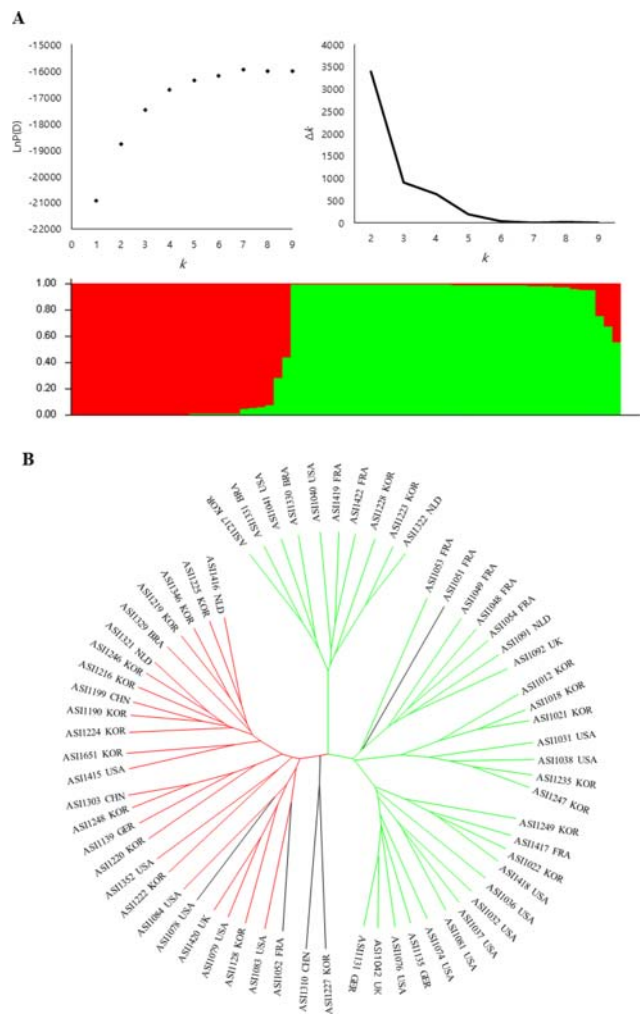 A
-15000
-16000
-17000
-18000
-19000
-20000
-21000
-22000
LnP(D)
0 1 2 3 4 5 6 7 8 9
k
4000
3500
3000
2500
2000
1500
1000
500
0
Δk
2 3 4 5 6 7 8 9
k
1.00
0.80
0.60
0.40
0.20
0.00
B
ASI1217 KOR
ASI1331 BRA
ASI1041 USA
ASI1330 BRA
ASI1040 USA
ASI1419 FRA
ASI1422 FRA
ASI1228 KOR
ASI1223 KOR
ASI1322 NLD
ASI1053 FRA
ASI1051 FRA
ASI1049 FRA
ASI1048 FRA
ASI1054 FRA
ASI1091 NLD
ASI1092 UK
ASI1012 KOR
ASI1018 KOR
ASI1021 KOR
ASI1031 USA
ASI1038 USA
ASI1235 KOR
ASI1247 KOR
ASI1249 KOR
ASI1417 FRA
ASI1022 KOR
ASI1418 USA
ASI1036 USA
ASI1032 USA
ASI1037 USA
ASI1081 USA
ASI1074 USA
ASI1135 GER
ASI1076 USA
ASI1042 UK
ASI1131 GER
ASI1227 KOR
ASI1310 CHN
ASI1052 FRA
ASI1083 USA
ASI1128 KOR
ASI1079 USA
ASI1420 UK
ASI1078 USA
ASI1084 USA
ASI1222 KOR
ASI1352 USA
ASI1220 KOR
ASI1139 GER
ASI1248 KOR
ASI1303 CHN
ASI1415 USA
ASI1651 KOR
ASI1224 KOR
ASI1190 KOR
ASI1199 CHN
ASI1216 KOR
ASI1246 KOR
ASI1321 NLD
ASI1329 BRA
ASI1219 KOR
ASI1346 KOR
ASI1225 KOR
ASI1416 NLD